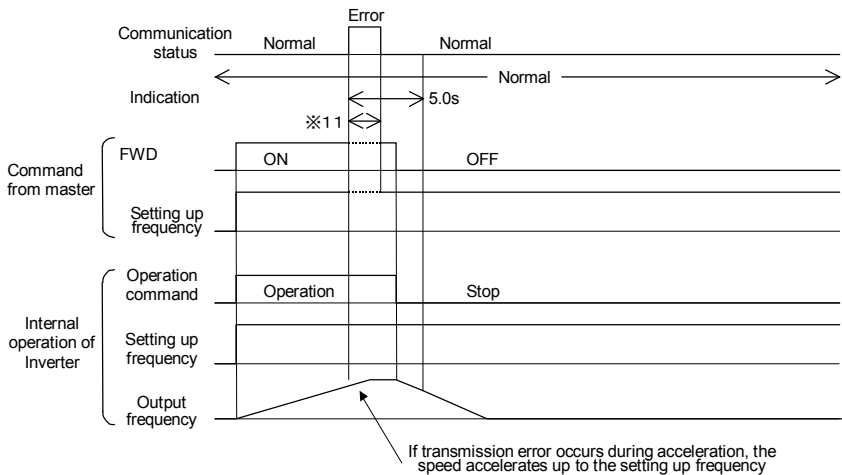 Error
Communication
status
Normal
Normal
Normal
Indication
5.0s
※11
Command
from master
FWD
ON
OFF
Setting up
frequency
Internal
operation of
Inverter
Operation
command
Operation
Stop
Setting up
frequency
Output
frequency
If transmission error occurs during acceleration, the
speed accelerates up to the setting up frequency